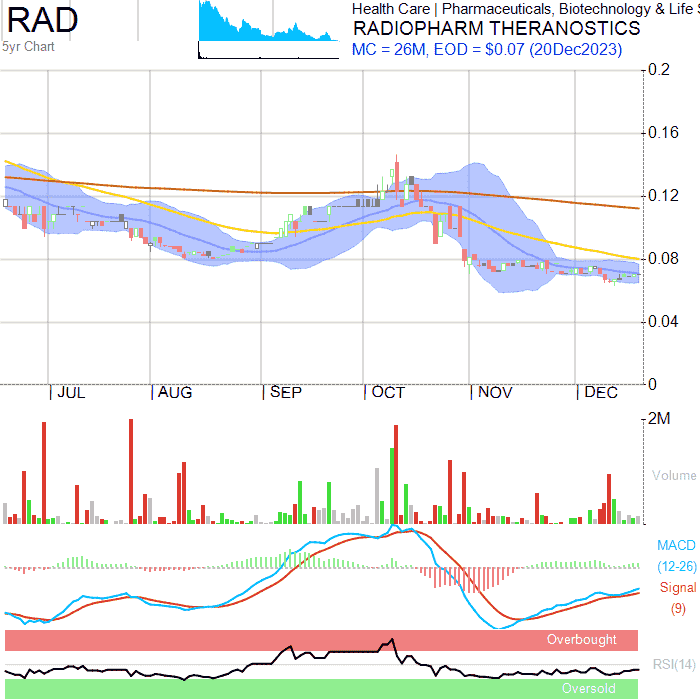 RAD
5yr Chart
Health Care | Pharmaceuticals, Biotechnology & Life S
RADIOPHARM THERANOSTICS
MC = 26M, EOD = $0.07 (20Dec2023)
0.2
0.16
0.12
0.08
0.04
0
JUL AUG SEP OCT NOV DEC
2M
Volume
MACD
(12-26)
Signal
(9)
Overbought
RSI(14)
Oversold